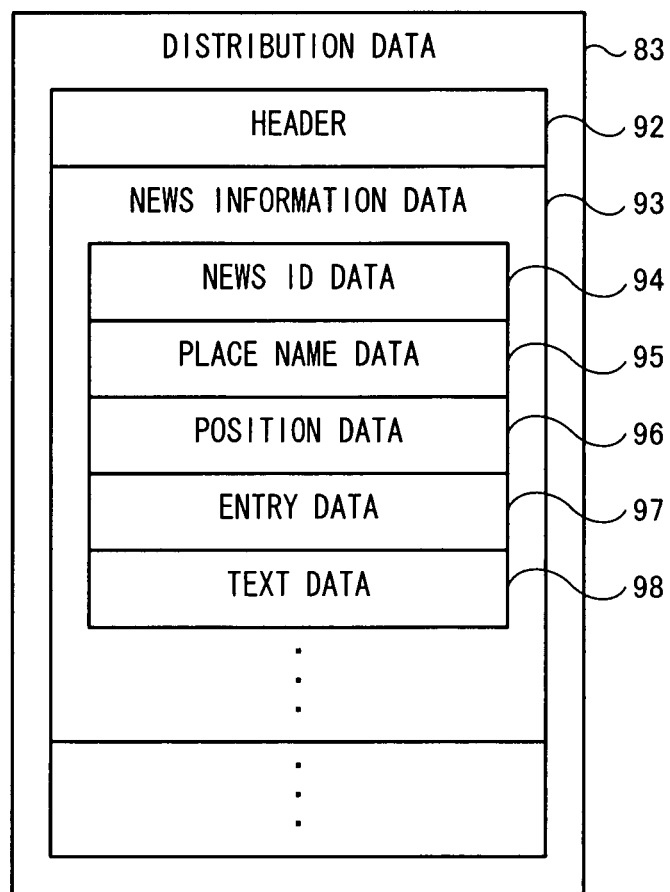 DISTRIBUTION DATA 83
HEADER 92
NEWS INFORMATION DATA 93
NEWS ID DATA 94
PLACE NAME DATA 95
POSITION DATA 96
ENTRY DATA 97
TEXT DATA 98